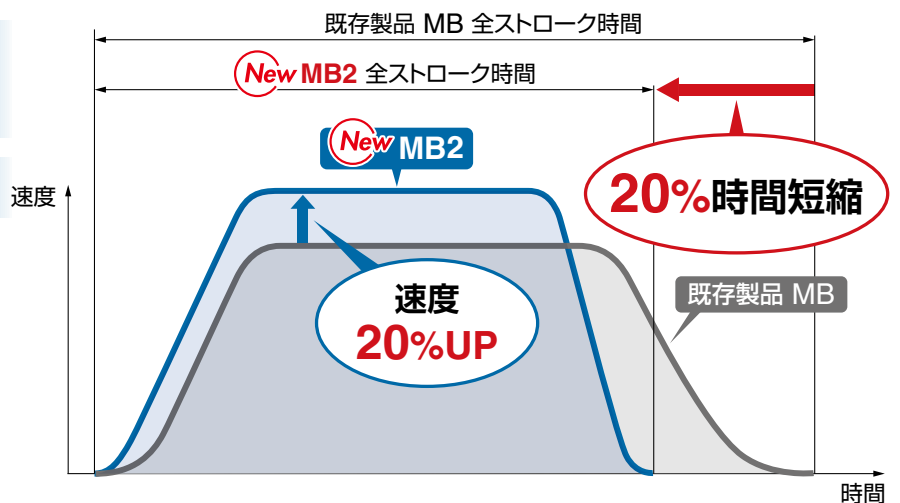 既存製品 MB 全ストローク時間
New MB2 全ストローク時間
New MB2
20%時間短縮
速度
既存製品 MB
速度
20%UP
時間